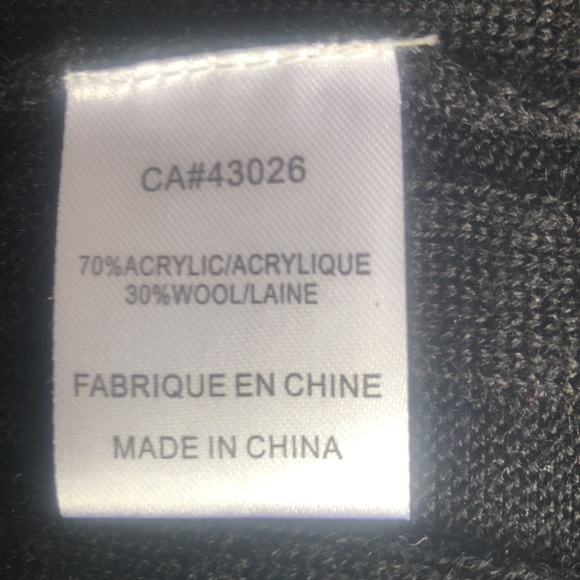 CA#43026
70%ACRYLIC/ACRYLIQUE
30%WOOL/LAINE
FABRIQUE EN CHINE
MADE IN CHINA